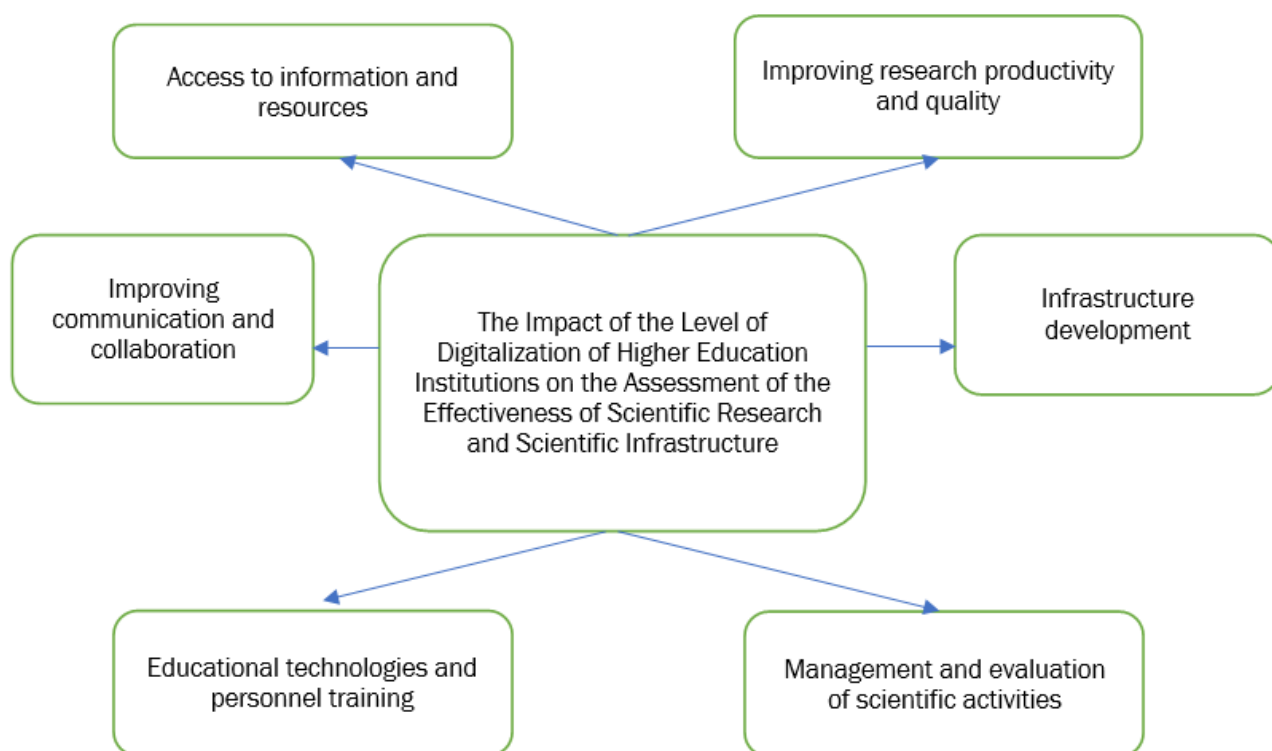 Access to information and
resources
Improving research productivity
and quality
Improving
communication and
collaboration
The Impact of the Level of
Digitalization of Higher Education
Institutions on the Assessment of the
Effectiveness of Scientific Research
and Scientific Infrastructure
Infrastructure
development
Educational technologies and
personnel training
Management and evaluation
of scientific activities